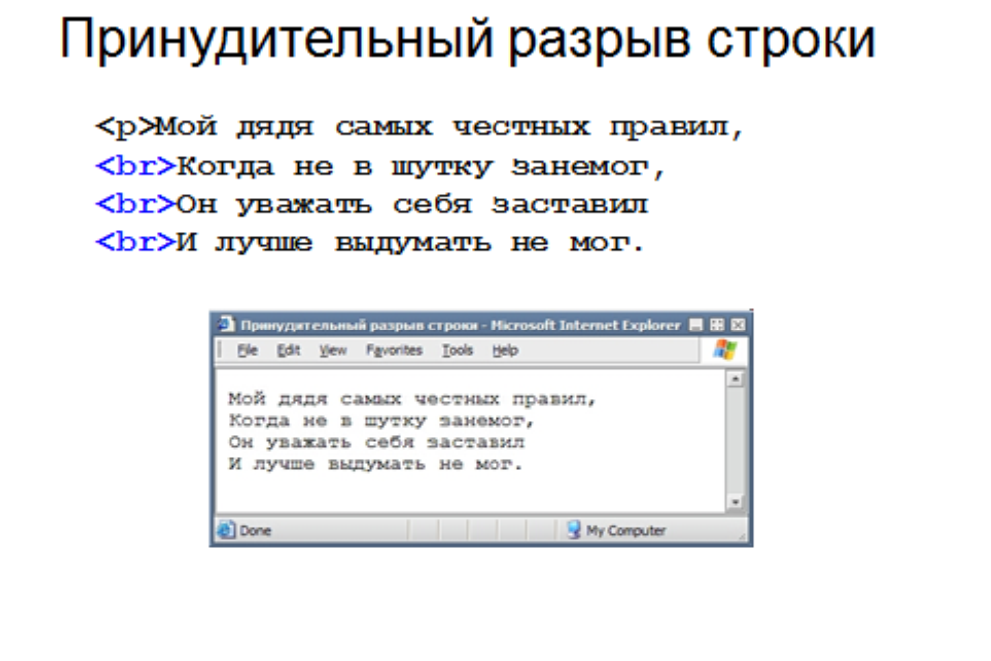 Принудительный разрыв строки
<p>Мой дядя самых честных правил,
<br>Когда не в шутку занемог,
<br>Он уважать себя заставил
<br>И лучше выдумать не мог.
Принудительный разрыв строки - Microsoft Internet Explorer
File Edit View Favorites Tools Help
Мой дядя самых честных правил,
Когда не в шутку занемог,
Он уважать себя заставил
И лучше выдумать не мог.
Done My Computer